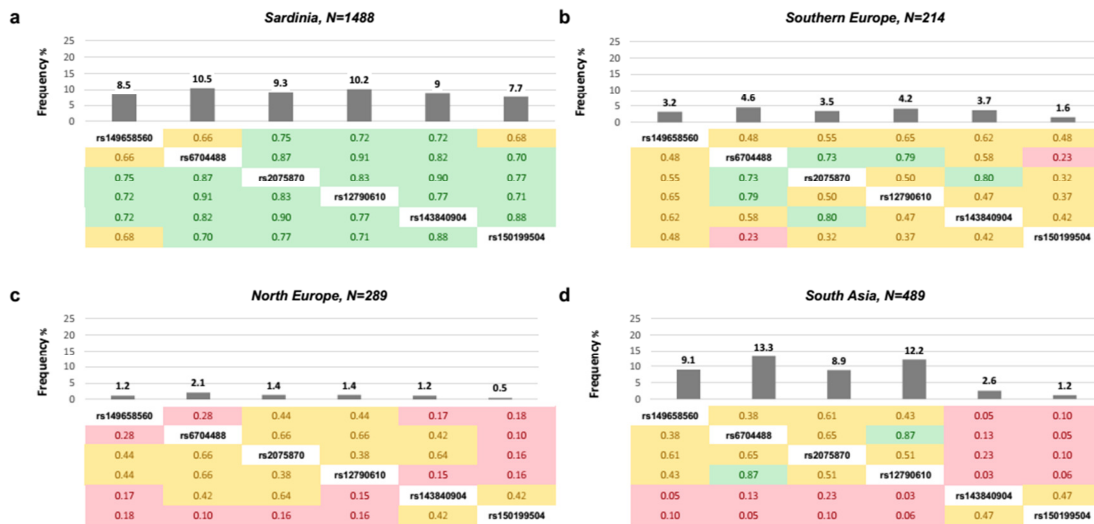 a
Sardinia, N=1488
Frequency %
25
20
15
10
5
0
8.5 10.5 9.3 10.2 9 7.7
rs149658560 0.66 0.75 0.72 0.72 0.68
0.66 rs6704488 0.87 0.91 0.82 0.70
0.75 0.87 rs2075870 0.83 0.90 0.77
0.72 0.91 0.83 rs12790610 0.77 0.71
0.72 0.82 0.90 0.77 rs143840904 0.88
0.68 0.70 0.77 0.71 0.88 rs150199504
b
Southern Europe, N=214
Frequency %
25
20
15
10
5
0
3.2 4.6 3.5 4.2 3.7 1.6
rs149658560 0.48 0.55 0.65 0.62 0.48
0.48 rs6704488 0.73 0.79 0.58 0.23
0.55 0.73 rs2075870 0.50 0.80 0.32
0.65 0.79 0.50 rs12790610 0.47 0.37
0.62 0.58 0.80 0.47 rs143840904 0.42
0.48 0.23 0.32 0.37 0.42 rs150199504
c
North Europe, N=289
Frequency %
25
20
15
10
5
0
1.2 2.1 1.4 1.4 1.2 0.5
rs149658560 0.28 0.44 0.44 0.17 0.18
0.28 rs6704488 0.66 0.66 0.42 0.10
0.44 0.66 rs2075870 0.38 0.64 0.16
0.44 0.66 0.38 rs12790610 0.15 0.16
0.17 0.42 0.64 0.15 rs143840904 0.42
0.18 0.10 0.16 0.16 0.42 rs150199504
d
South Asia, N=489
Frequency %
25
20
15
10
5
0
9.1 13.3 8.9 12.2 2.6 1.2
rs149658560 0.38 0.61 0.43 0.05 0.10
0.38 rs6704488 0.65 0.87 0.13 0.05
0.61 0.65 rs2075870 0.51 0.23 0.10
0.43 0.87 0.51 rs12790610 0.03 0.06
0.05 0.13 0.23 0.03 rs143840904 0.47
0.10 0.05 0.10 0.06 0.47 rs150199504